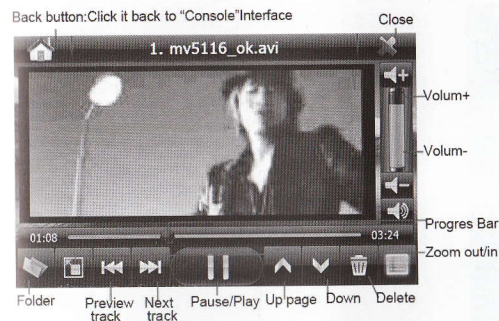 Back button:Click it back to “Console”Interface
Close
1. mv5116_ok.avi
Volum+
Volum-
Progres Bar
01:08
03:24
Zoom out/in
Folder
Preview track
Next track
Pause/Play
Up page
Down
Delete